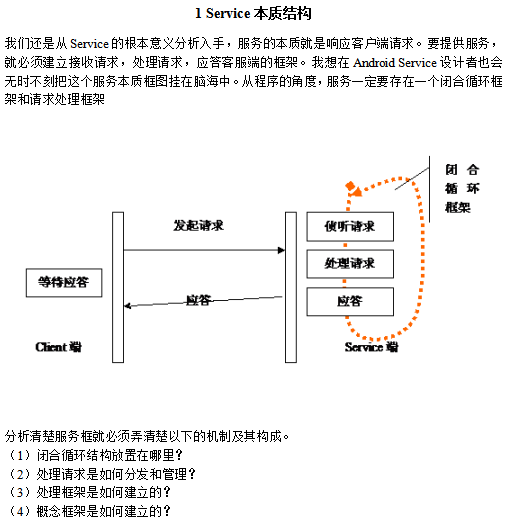 1 Service 本质结构
我们还是从 Service 的根本意义分析入手，服务的本质就是响应客户端请求。要提供服务，
就必须建立接收请求，处理请求，应答客服端的框架。我想在 Android Service 设计者也会
无时不刻把这个服务本质框图挂在脑海中。从程序的角度，服务一定要存在一个闭合循环框
架和请求处理框架
闭 合
循 环
框架
发起请求
侦听请求
处理请求
等待应答
应答
应答
Client 端
Service 端
分析清楚服务框就必须弄清楚以下的机制及其构成。
（1）闭合循环结构放置在哪里？
（2）处理请求是如何分发和管理？
（3）处理框架是如何建立的？
（4）概念框架是如何建立的？